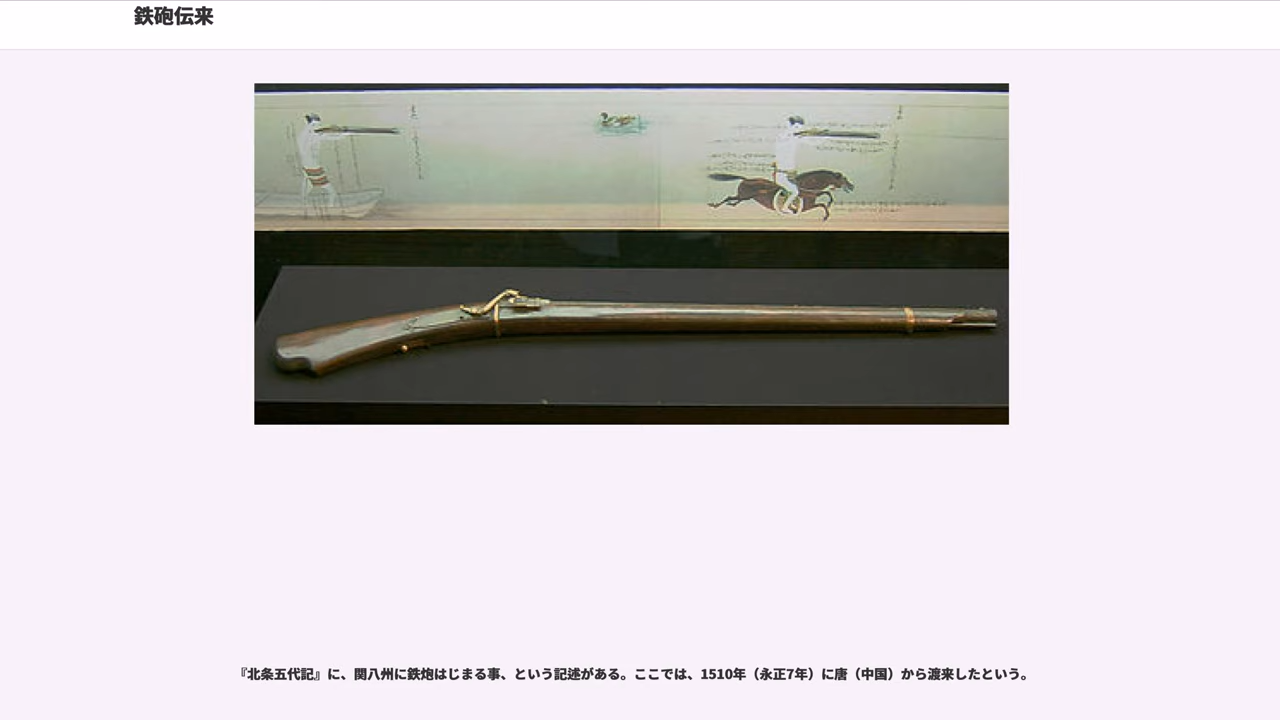 鉄砲伝来
『北条五代記』に、関八州に鉄炮はじまる事、という記述がある。ここでは、1510年（永正7年）に唐（中国）から渡来したという。